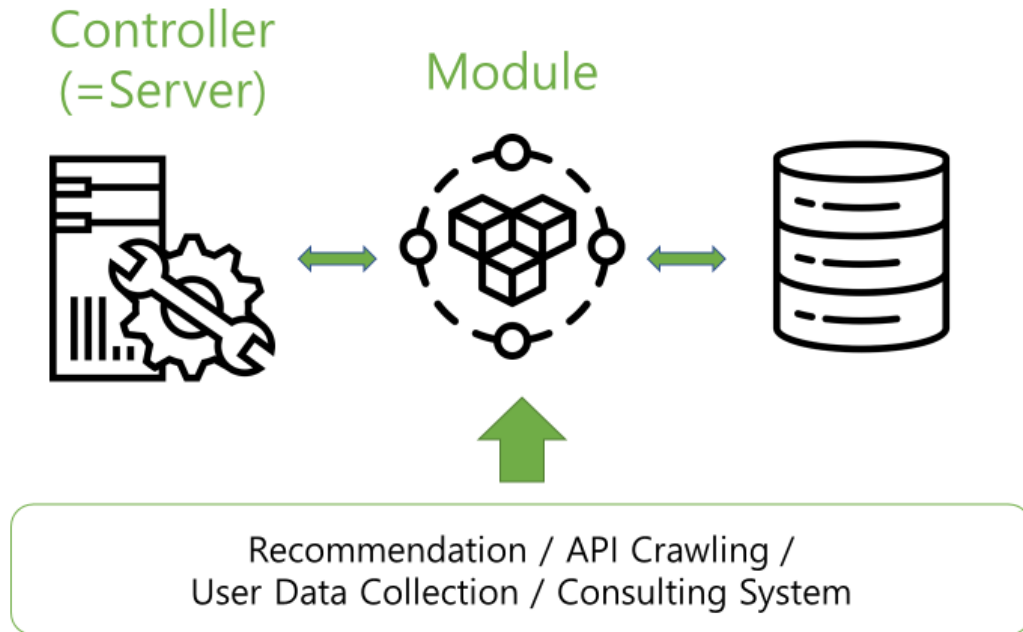 Controller
(=Server)
Module
Recommendation / API Crawling /
User Data Collection / Consulting System